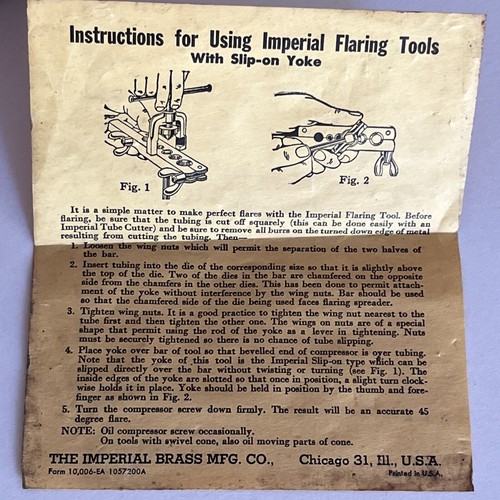 Instructions for Using Imperial Flaring Tools
With Slip-on Yoke
Fig. 1
Fig. 2
It is a simple matter to make perfect flares with the Imperial Flaring Tool. Before
flaring, be sure that the tubing is cut off squarely (this can be done easily with an
Imperial Tube Cutter) and be sure to remove all burrs on the turned down edge of metal
resulting from cutting the tubing. Then—
1. Loosen the wing nuts which will permit the separation of the two halves of
the bar.
2. Insert tubing into the die of the corresponding size so that it is slightly above
the top of the die. Two of the dies in the bar are chamfered on the opposite
side from the chamfers in the other dies. This has been done to permit attach-
ment of the yoke without interference by the wing nuts. Bar should be used
so that the chamfered side of the die being used faces flaring spreader.
3. Tighten wing nuts. It is a good practice to tighten the wing nut nearest to the
tube first and then tighten the other one. The wings on nuts are of a special
shape that permit using the rod of the yoke as a lever in tightening. Nuts
must be securely tightened so there is no chance of tube slipping.
4. Place yoke over bar of tool so that bevelled end of compressor is over tubing.
Note that the yoke of this tool is the Imperial Slip-on type which can be
slipped directly over the bar without twisting or turning (see Fig. 1). The
inside edges of the yoke are slotted so that once in position, a slight turn clock-
wise holds it in place. Yoke should be held in position by the thumb and fore-
finger as shown in Fig. 2.
5. Turn the compressor screw down firmly. The result will be an accurate 45
degree flare.
NOTE: Oil compressor screw occasionally.
On tools with swivel cone, also oil moving parts of cone.
THE IMPERIAL BRASS MFG. CO., Chicago 31, Ill., U.S.A.
Form 10,006-EA 1057200A Printed in U.S.A.